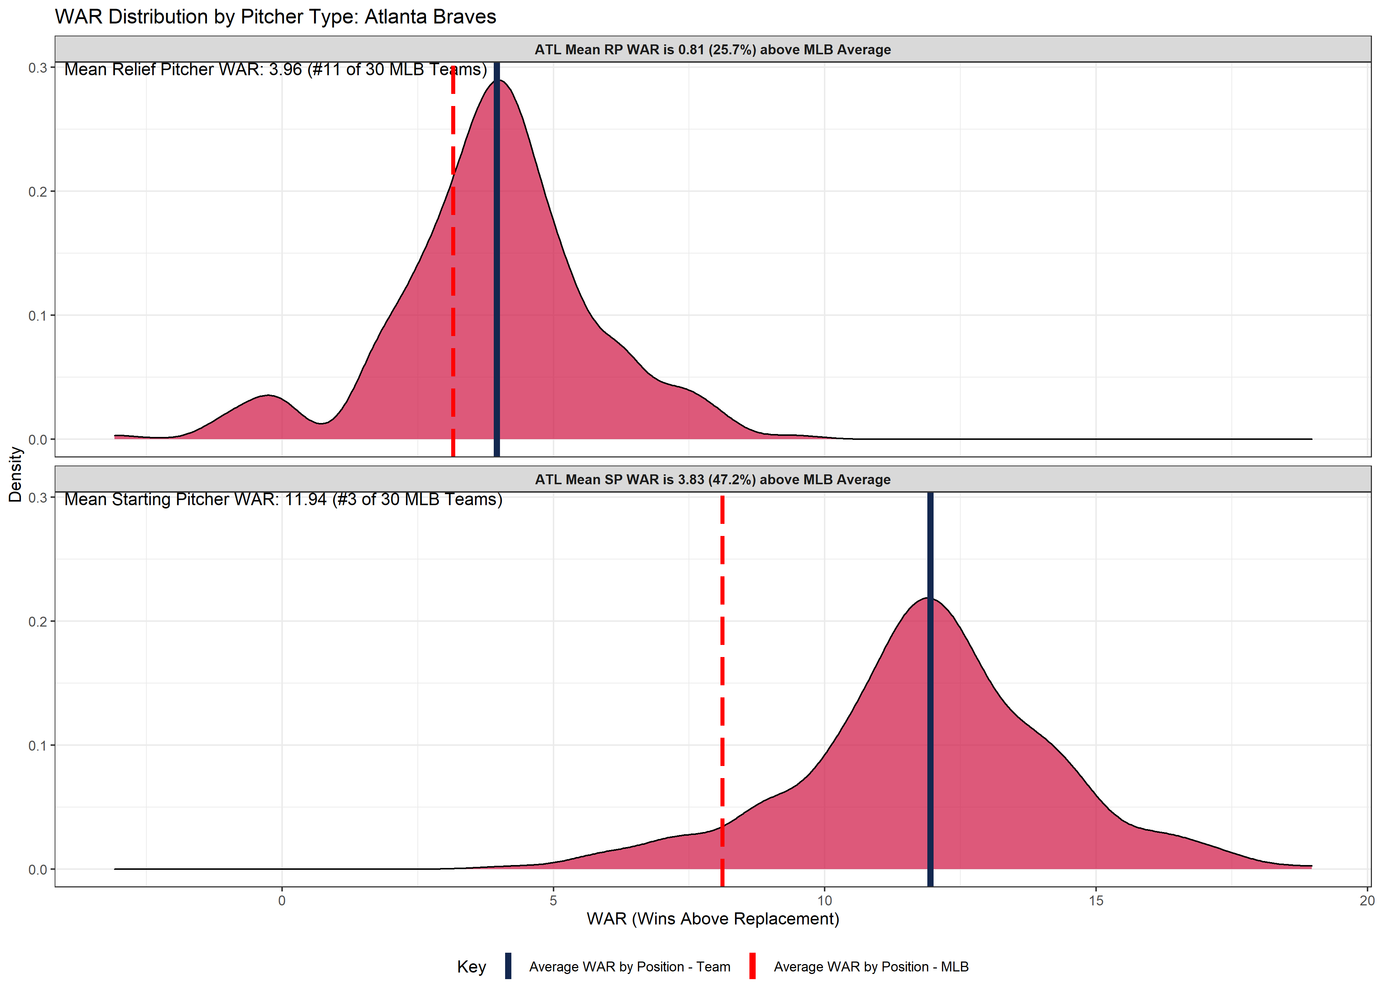 WAR Distribution by Pitcher Type: Atlanta Braves
ATL Mean RP WAR is 0.81 (25.7%) above MLB Average
Mean Relief Pitcher WAR: 3.96 (#11 of 30 MLB Teams)
0.3
0.2
0.1
0.0
Density
ATL Mean SP WAR is 3.83 (47.2%) above MLB Average
Mean Starting Pitcher WAR: 11.94 (#3 of 30 MLB Teams)
0.3
0.2
0.1
0.0
0 5 10 15 20
WAR (Wins Above Replacement)
Key Average WAR by Position - Team Average WAR by Position - MLB